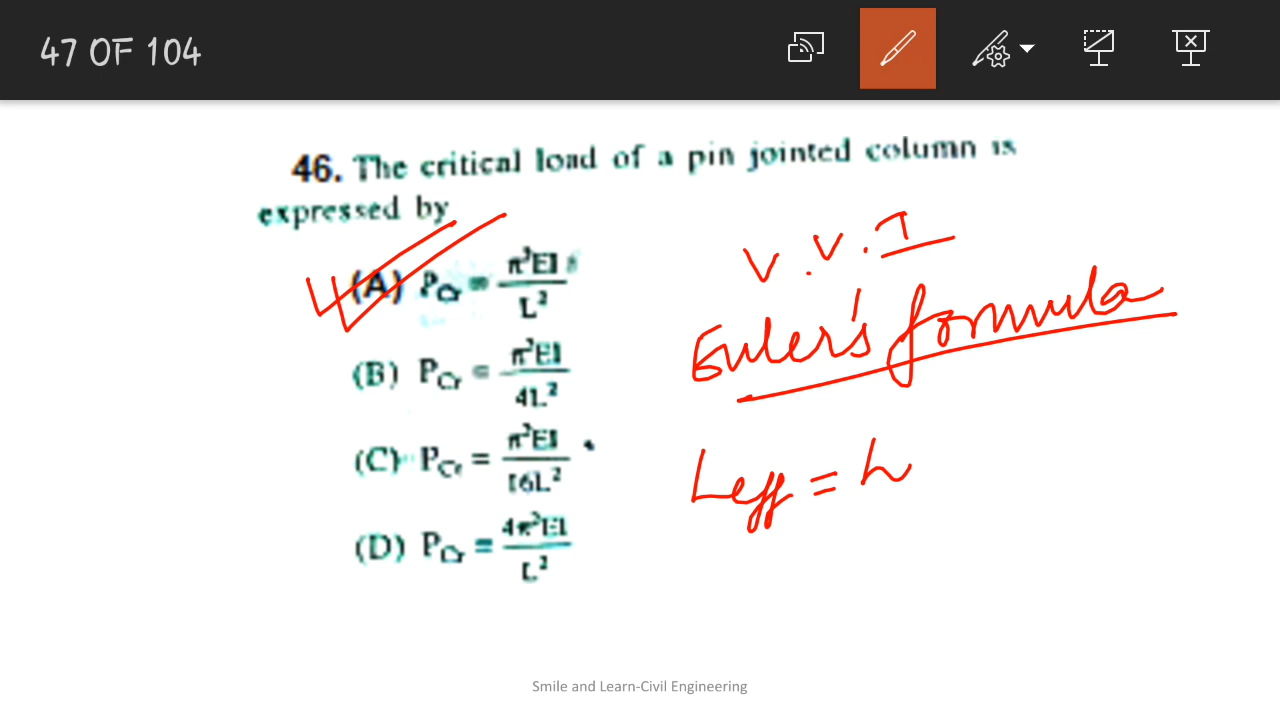 47 OF 104
46. The critical load of a pin jointed column is
expressed by
(A) PCr = π²EI / L²
(B) PCr = π²EI / 4L²
(C) PCr = π²EI / 16L²
(D) PCr = 4π²EI / L²
V.V.I
Euler's formula
Leff = L
Smile and Learn-Civil Engineering